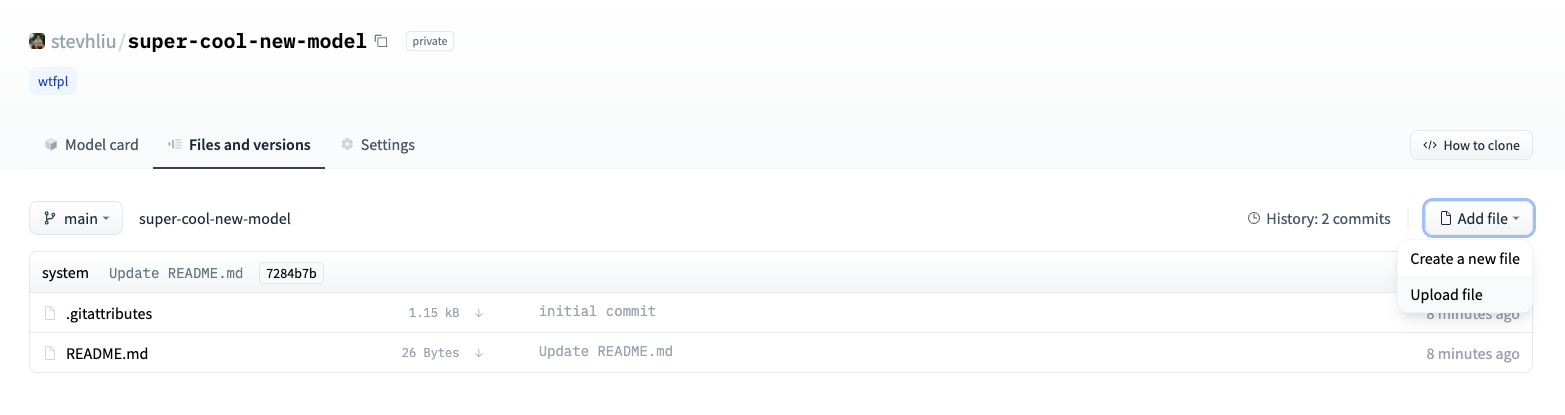 stevhliu/super-cool-new-model private
wtfpl
Model card Files and versions Settings </> How to clone
main super-cool-new-model History: 2 commits Add file
Create a new file
Upload file
system Update README.md 7284b7b
.gitattributes 1.15 kB ↓ initial commit 8 minutes ago
README.md 26 Bytes ↓ Update README.md 8 minutes ago